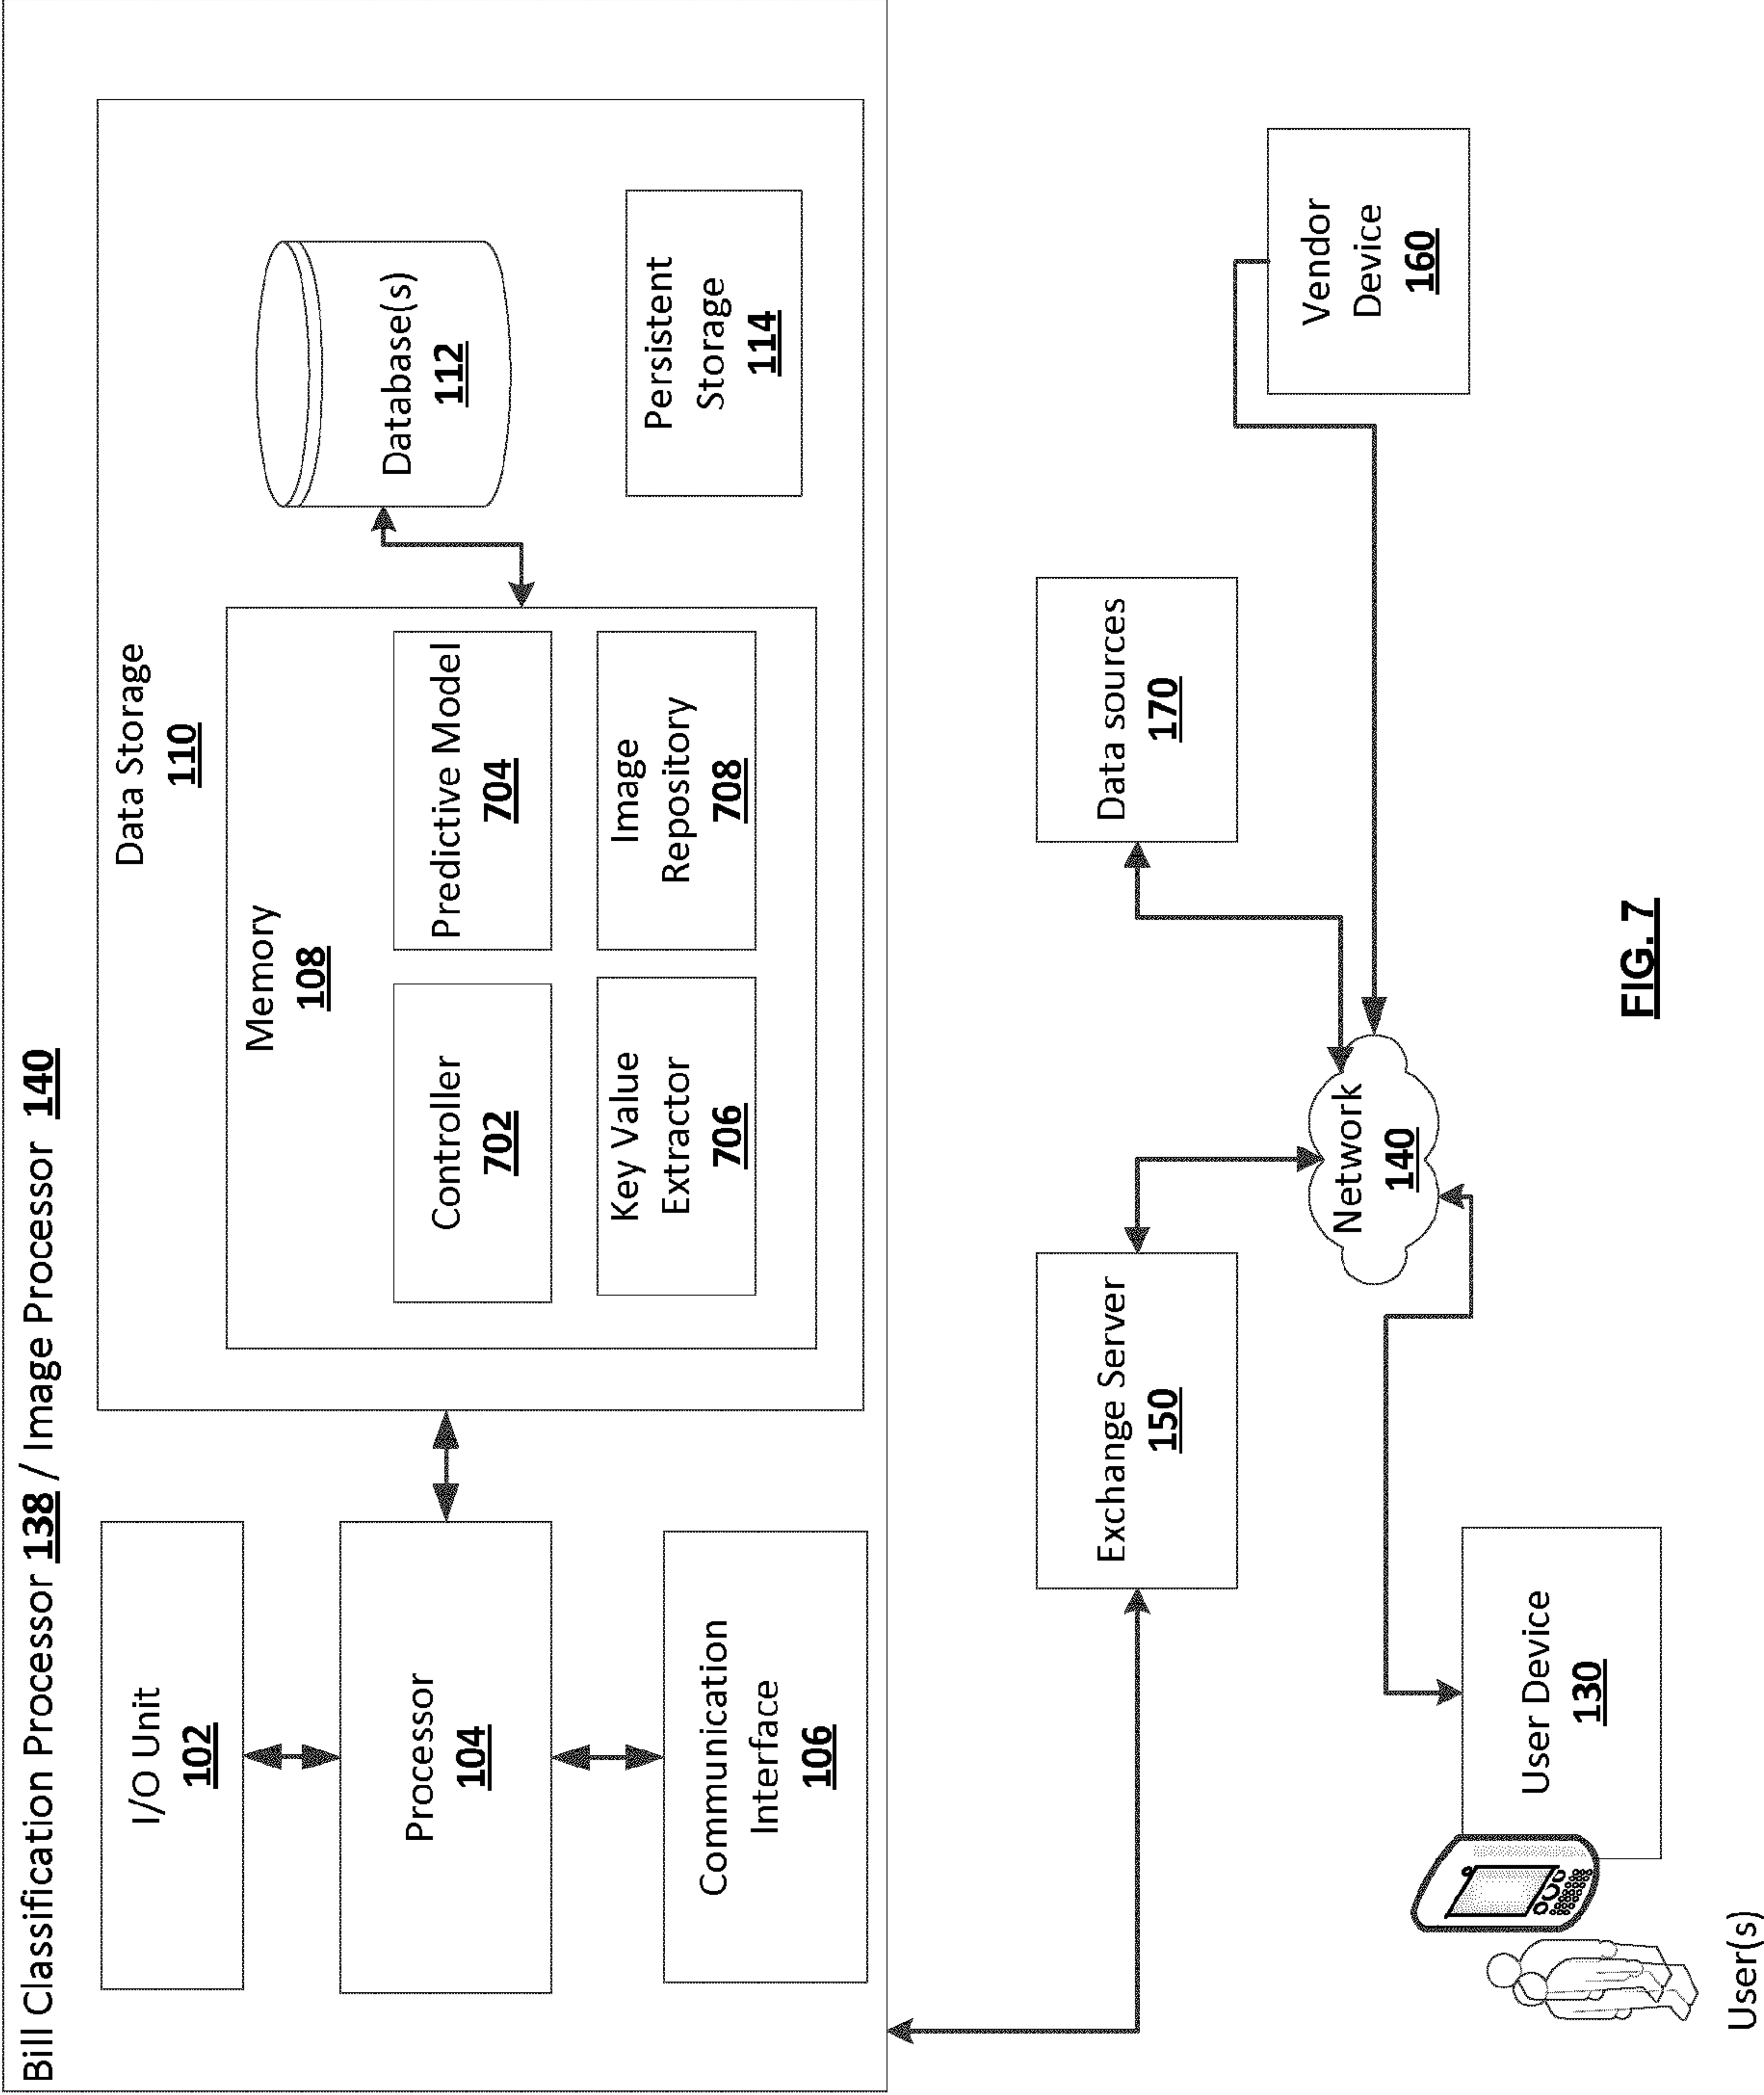 Bill Classification Processor 138 / Image Processor 140
I/O Unit
102
Processor
104
Communication
Interface
106
Data Storage
110
Memory
108
Controller
702
Predictive Model
704
Key Value
Extractor
706
Image
Repository
708
Database(s)
112
Persistent
Storage
114
Exchange Server
150
Data sources
170
Vendor
Device
160
Network
140
User Device
130
User(s)
FIG. 7